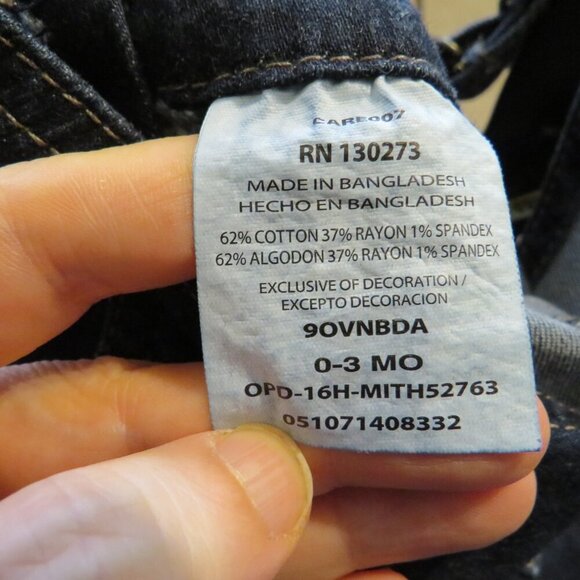 CARE007
RN 130273
MADE IN BANGLADESH
HECHO EN BANGLADESH
62% COTTON 37% RAYON 1% SPANDEX
62% ALGODON 37% RAYON 1% SPANDEX
EXCLUSIVE OF DECORATION /
EXCEPTO DECORACION
9OVNBDA
0-3 MO
OPD-16H-MITH52763
051071408332